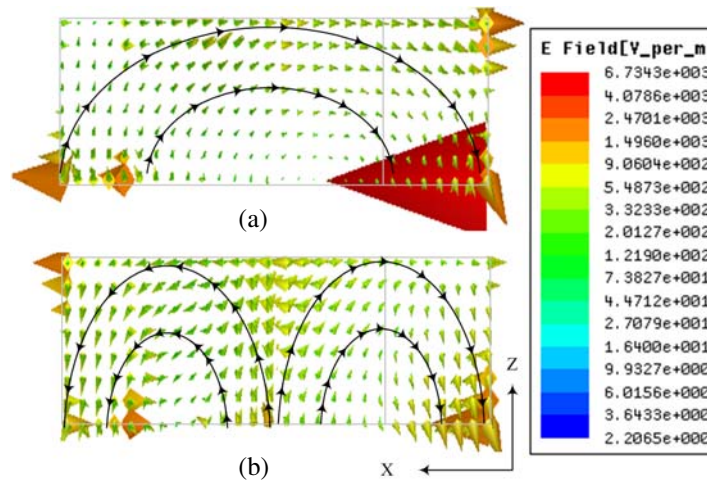 E Field[V_per_m
6.7343e+003
4.0786e+003
2.4701e+003
1.4960e+003
9.0604e+002
5.4873e+002
3.3233e+002
2.0127e+002
1.2190e+002
7.3827e+001
4.4712e+001
2.7079e+001
1.6400e+001
9.9327e+000
6.0156e+000
3.6433e+000
2.2065e+000
(a)
Z
X
(b)